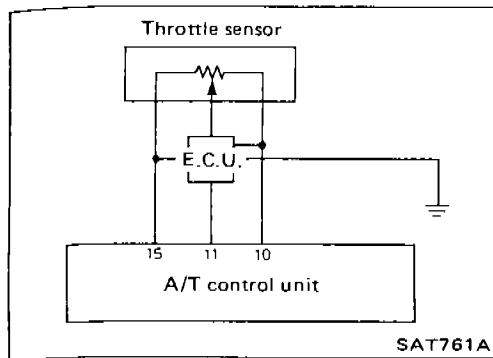 Throttle sensor
E.C.U.
15 11 10
A/T control unit
SAT761A